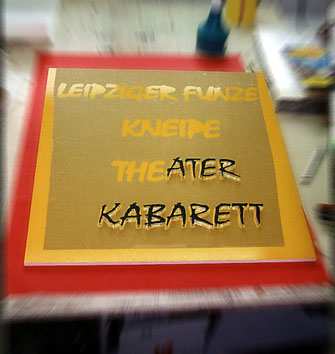 LEIPZIGER FUNZE
KNEIPE
THEATER
KABARETT